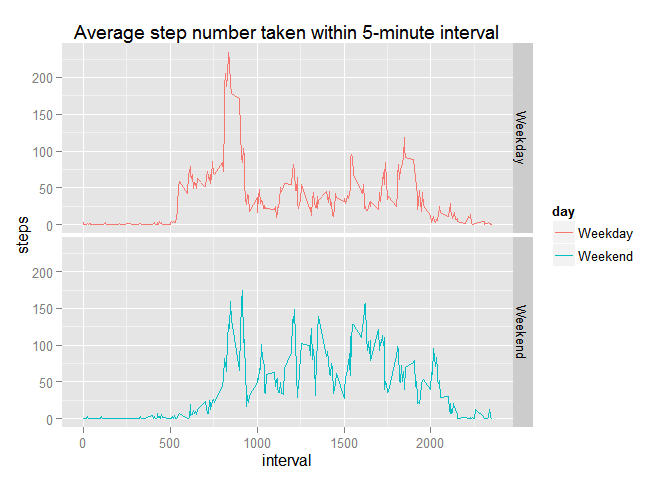 Average step number taken within 5-minute interval
200
150
100
50
0
Weekday
200
150
100
50
0
Weekend
steps
0
500
1000
1500
2000
interval
day
Weekday
Weekend